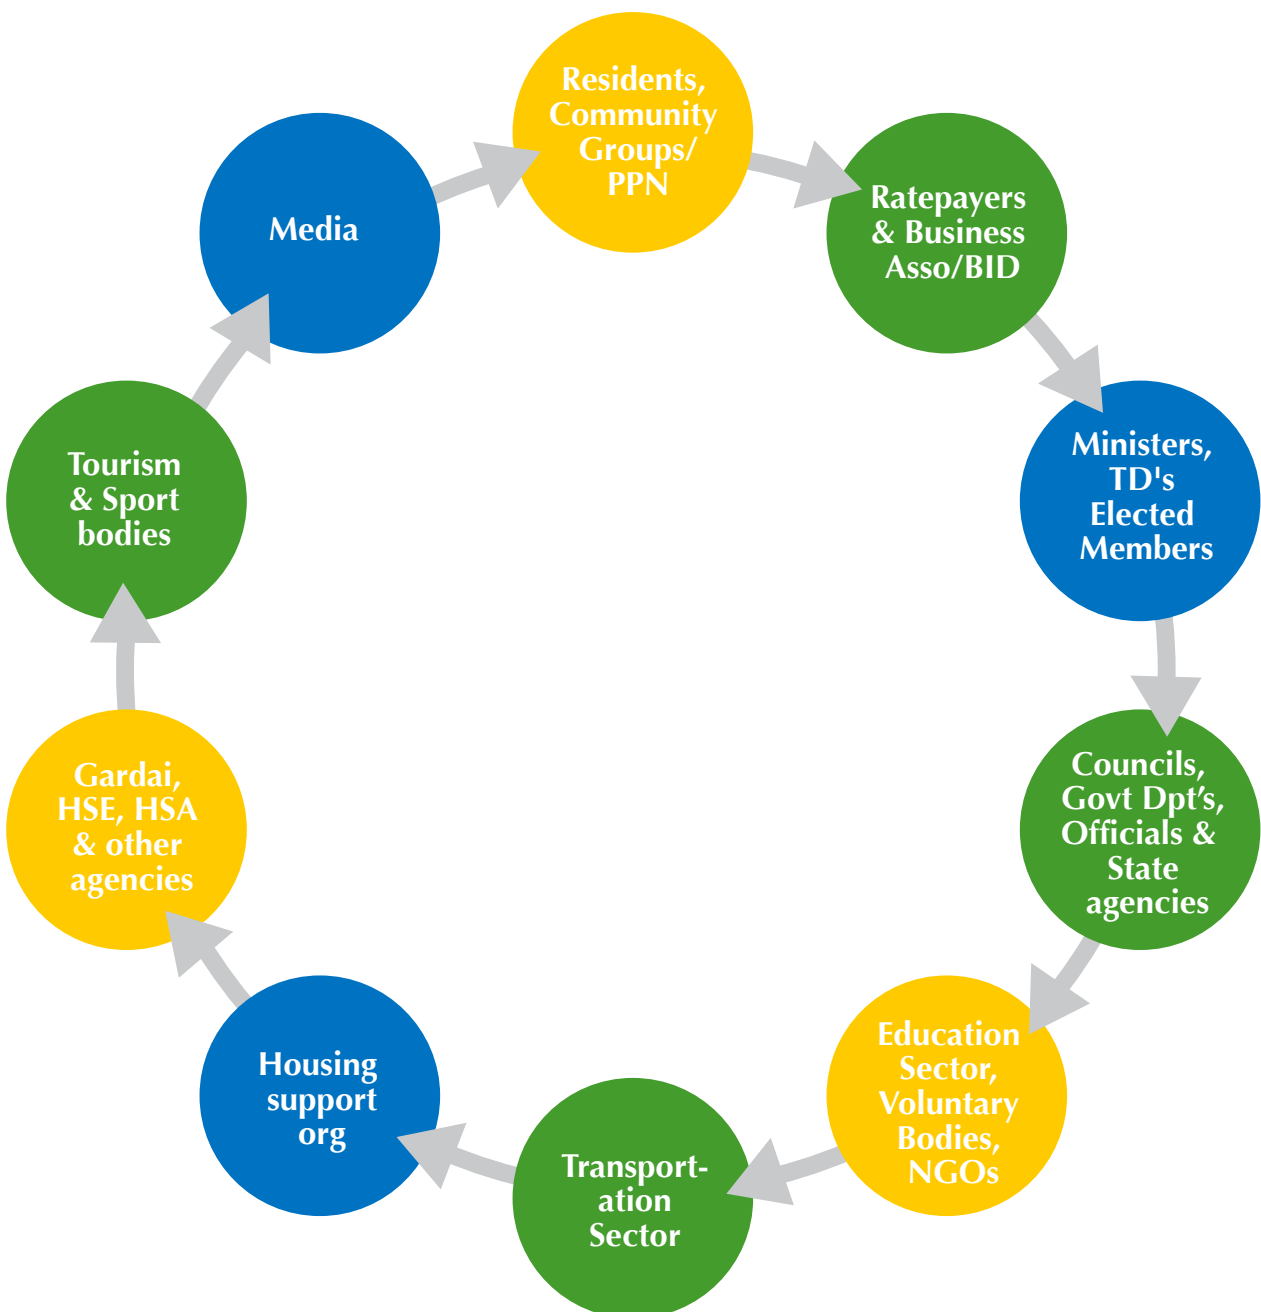 Residents,
Community
Groups/
PPN
Ratepayers
& Business
Asso/BID
Ministers,
TD's
Elected
Members
Councils,
Govt Dpt’s,
Officials &
State
agencies
Education
Sector,
Voluntary
Bodies,
NGOs
Transport-
ation
Sector
Housing
support
org
Gardai,
HSE, HSA
& other
agencies
Tourism
& Sport
bodies
Media